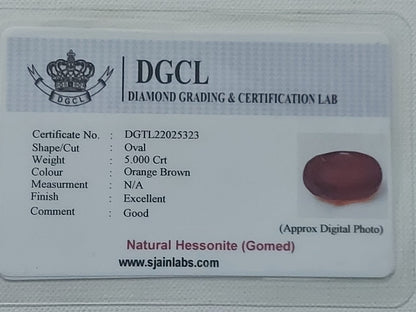 DGCL
DGCL
DIAMOND GRADING & CERTIFICATION LAB
Certificate No. : DGTL22025323
Shape/Cut : Oval
Weight : 5.000 Crt
Colour : Orange Brown
Measurment : N/A
Finish : Excellent
Comment : Good
(Approx Digital Photo)
Natural Hessonite (Gomed)
www.sjainlabs.com